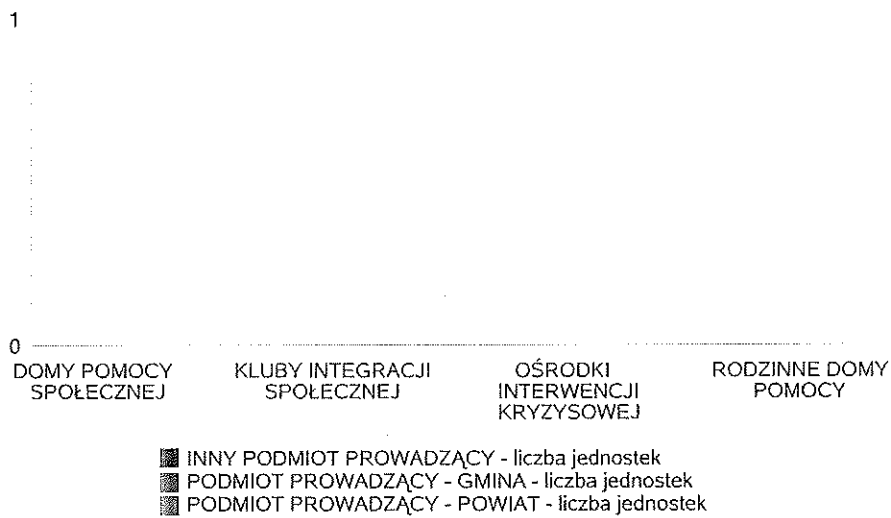 1
0
DOMY POMOCY SPOŁECZNEJ
KLUBY INTEGRACJI SPOŁECZNEJ
OŚRODKI INTERWENCJI KRYZYSOWEJ
RODZINNE DOMY POMOCY
INNY PODMIOT PROWADZĄCY - liczba jednostek
PODMIOT PROWADZĄCY - GMINA - liczba jednostek
PODMIOT PROWADZĄCY - POWIAT - liczba jednostek